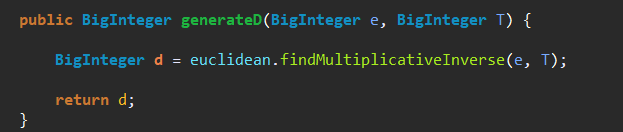 public BigInteger generateD(BigInteger e, BigInteger T) {
BigInteger d = euclidean.findMultiplicativeInverse(e, T);
return d;
}